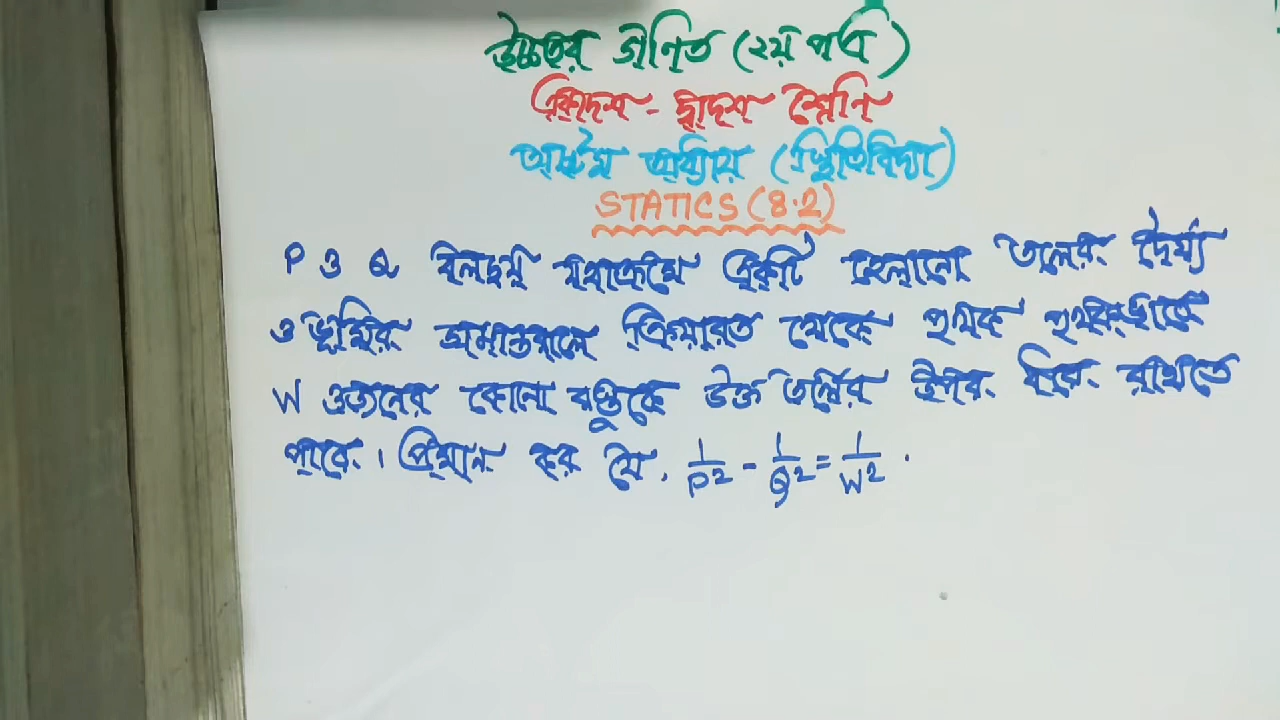 উচ্চতর গণিত (২য় পত্র)
একাদশ - দ্বাদশ শ্রেণি
অষ্টম অধ্যায় (স্থিতিবিদ্যা)
STATICS (8.2)
P ও Q বলদ্বয় যথাক্রমে একটি হেলানো তলের দৈর্ঘ্য
ও ভূমির সমান্তরালে ক্রিয়ারত থেকে পৃথক পৃথকভাবে
W ওজনের কোনো বস্তুকে উক্ত তলের উপর ধরে রাখতে
পারে। প্রমান কর যে, 1/P² - 1/Q² = 1/W² .